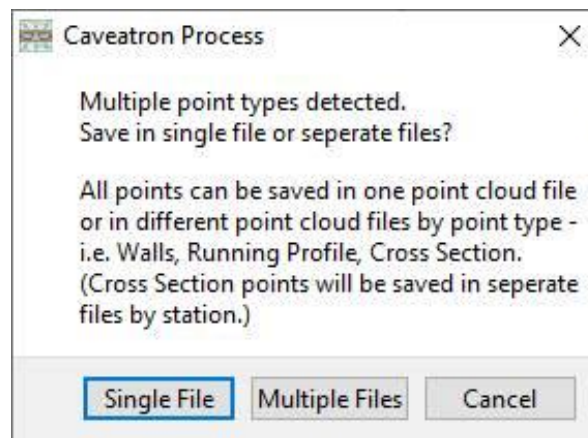 Caveatron Process
Multiple point types detected.
Save in single file or seperate files?
All points can be saved in one point cloud file
or in different point cloud files by point type -
i.e. Walls, Running Profile, Cross Section.
(Cross Section points will be saved in seperate
files by station.)
Single File Multiple Files Cancel